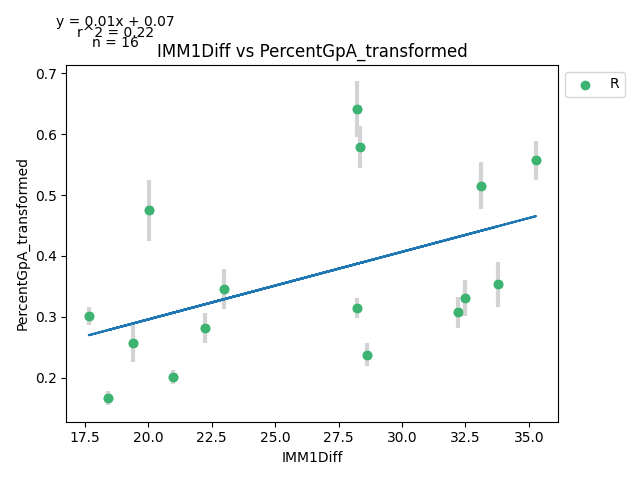 y = 0.01x + 0.07
r^2 = 0.22
n = 16
IMM1Diff vs PercentGpA_transformed
R
0.7
0.6
0.5
0.4
0.3
0.2
PercentGpA_transformed
17.5 20.0 22.5 25.0 27.5 30.0 32.5 35.0
IMM1Diff